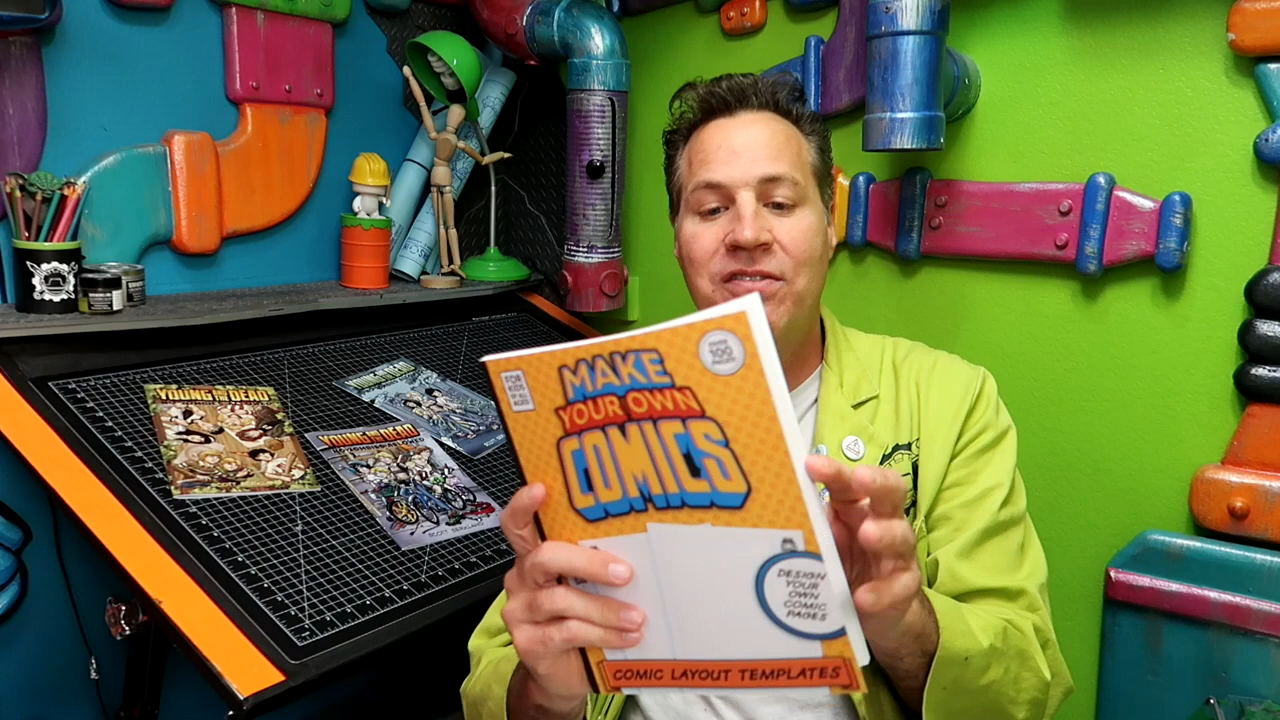 YOUNG AND THE DEAD
YOUNG AND THE DEAD
SCOTT
FOR
KIDS
OF ALL
AGES
OVER
100
PAGES
MAKE
YOUR OWN
COMICS
DESIGN
YOUR
OWN
COMIC
PAGES
COMIC LAYOUT TEMPLATES